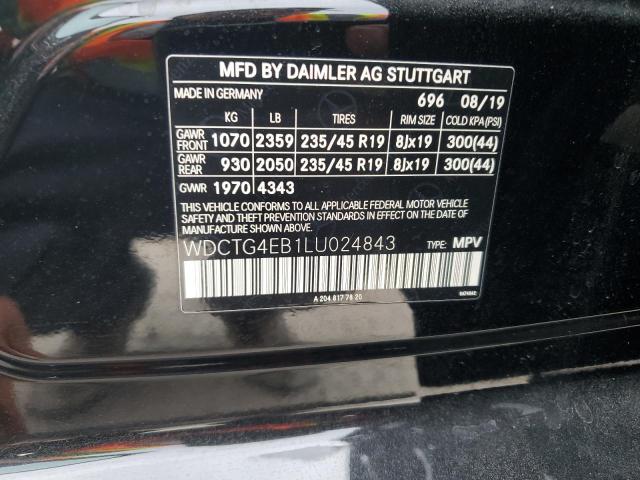 MFD BY DAIMLER AG STUTTGART
MADE IN GERMANY 696 08/19
KG LB TIRES RIM SIZE COLD KPA(PSI)
GAWR FRONT 1070 2359 235/45 R19 8Jx19 300(44)
GAWR REAR 930 2050 235/45 R19 8Jx19 300(44)
GVWR 1970 4343
THIS VEHICLE CONFORMS TO ALL APPLICABLE FEDERAL MOTOR VEHICLE
SAFETY AND THEFT PREVENTION STANDARDS IN EFFECT ON THE DATE OF
MANUFACTURE SHOWN ABOVE.
WDCTG4EB1LU024843 TYPE: MPV
A 204 817 78 20